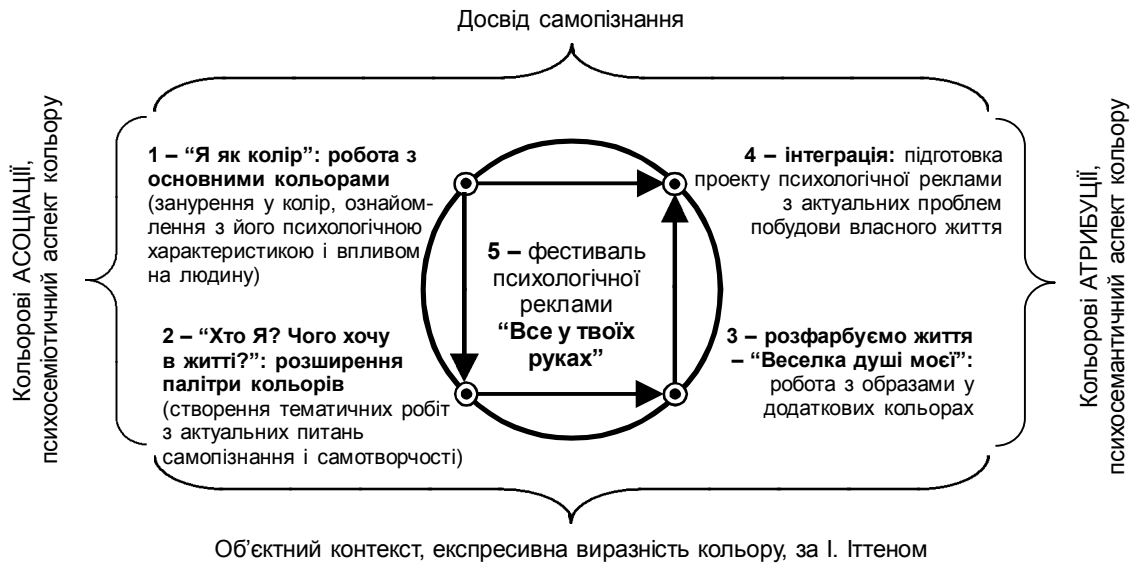 Досвід самопізнання
Кольорові АСОЦІАЦІЇ,
психосеміотичний аспект кольору
1 – “Я як колір”: робота з
основними кольорами
(занурення у колір, ознайом-
лення з його психологічною
характеристикою і впливом
на людину)
4 – інтеграція: підготовка
проекту психологічної реклами
з актуальних проблем
побудови власного життя
5 – фестиваль
психологічної
реклами
“Все у твоїх
руках”
2 – “Хто Я? Чого хочу
в житті?”: розширення
палітри кольорів
(створення тематичних робіт
з актуальних питань
самопізнання і самотворчості)
3 – розфарбуємо життя
– “Веселка душі моєї”:
робота з образами у
додаткових кольорах
Кольорові АТРИБУЦІЇ,
психосемантичний аспект кольору
Об’єктний контекст, експресивна виразність кольору, за І. Іттеном